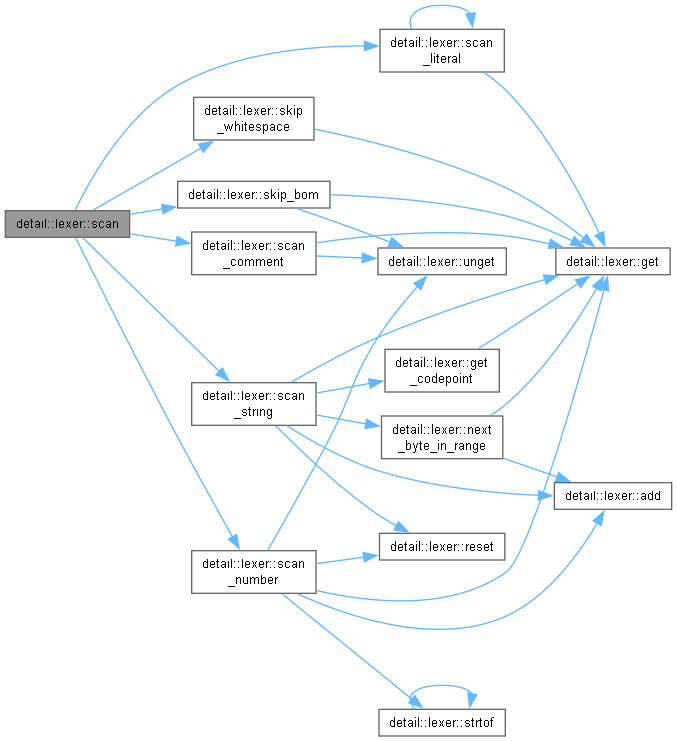 detail::lexer::scan
_literal
detail::lexer::skip
_whitespace
detail::lexer::skip_bom
detail::lexer::scan
detail::lexer::scan
_comment
detail::lexer::unget
detail::lexer::get
detail::lexer::get
_codepoint
detail::lexer::scan
_string
detail::lexer::next
_byte_in_range
detail::lexer::add
detail::lexer::reset
detail::lexer::scan
_number
detail::lexer::strtof